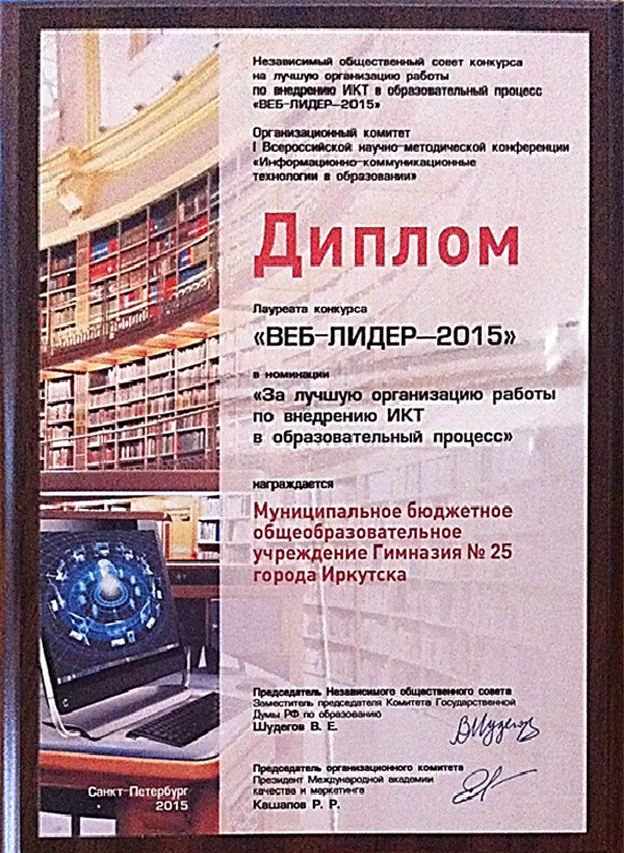 Независимый общественный совет конкурса
на лучшую организацию работы
по внедрению ИКТ в образовательный процесс
«ВЕБ-ЛИДЕР—2015»
Организационный комитет
I Всероссийской научно-методической конференции
«Информационно-коммуникационные
технологии в образовании»
Диплом
Лауреата конкурса
«ВЕБ-ЛИДЕР—2015»
в номинации
«За лучшую организацию работы
по внедрению ИКТ
в образовательный процесс»
награждается
Муниципальное бюджетное
общеобразовательное
учреждение Гимназия № 25
города Иркутска
Председатель Независимого общественного совета
Заместитель председателя Комитета Государственной
Думы РФ по образованию
Шудегов В. Е.
Председатель организационного комитета
Президент Международной академии
качества и маркетинга
Кашапов Р. Р.
Санкт-Петербург
2015